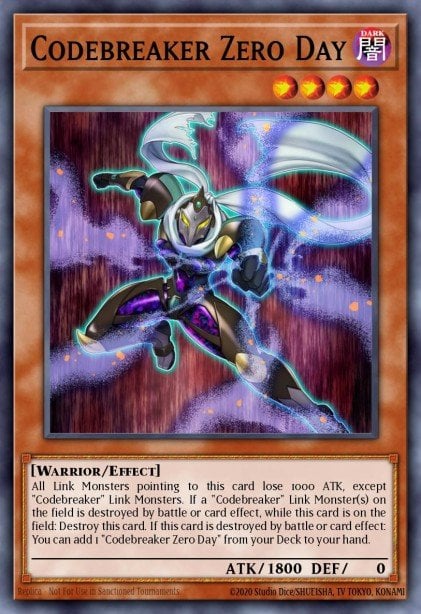 Codebreaker Zero Day
DARK
闇
[Warrior/Effect]
All Link Monsters pointing to this card lose 1000 ATK, except
"Codebreaker" Link Monsters. If a "Codebreaker" Link Monster(s) on
the field is destroyed by battle or card effect, while this card is on the
field: Destroy this card. If this card is destroyed by battle or card effect:
You can add 1 "Codebreaker Zero Day" from your Deck to your hand.
ATK/1800 DEF/ 0
Replica - Not For Use in Sanctioned Tournaments
©2020 Studio Dice/SHUEISHA, TV TOKYO, KONAMI